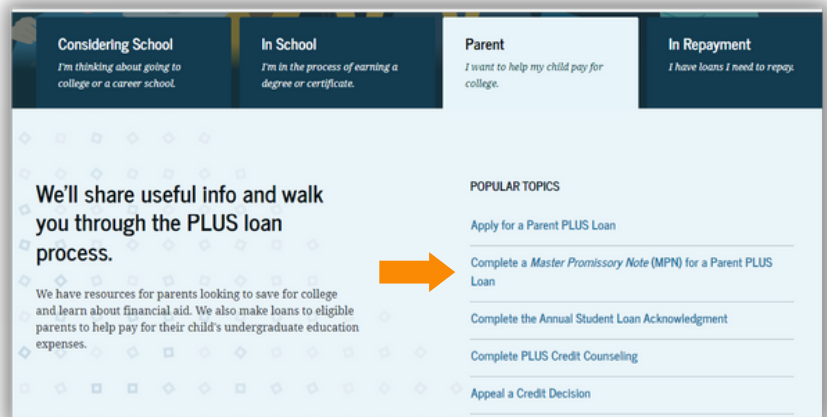 Considering School
I'm thinking about going to
college or a career school.
In School
I'm in the process of earning a
degree or certificate.
Parent
I want to help my child pay for
college.
In Repayment
I have loans I need to repay.
We'll share useful info and walk
you through the PLUS loan
process.
We have resources for parents looking to save for college
and learn about financial aid. We also make loans to eligible
parents to help pay for their child's undergraduate education
expenses.
POPULAR TOPICS
Apply for a Parent PLUS Loan
Complete a Master Promissory Note (MPN) for a Parent PLUS
Loan
Complete the Annual Student Loan Acknowledgment
Complete PLUS Credit Counseling
Appeal a Credit Decision